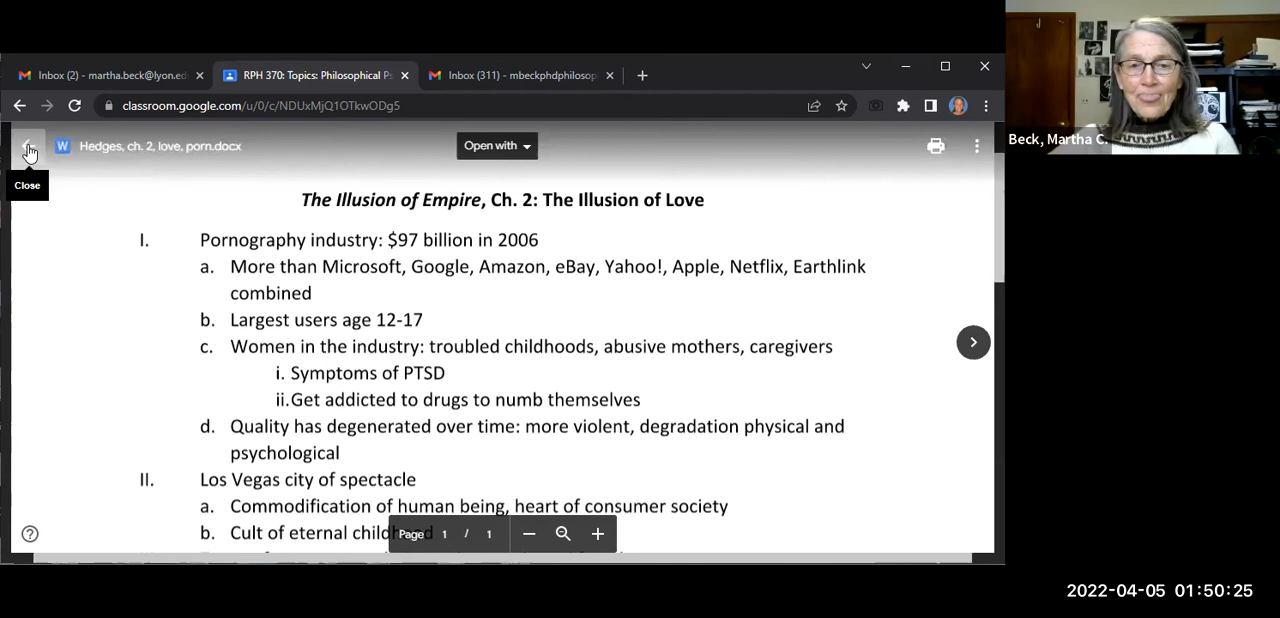 Inbox (2) - martha.beck@lyon.ed
RPH 370: Topics: Philosophical P
Inbox (311) - mbeckphdphilosop
classroom.google.com/u/0/c/NDUxMjQ1OTkwODg5
W
Hedges, ch. 2, love, porn.docx
Open with
Close
Beck, Martha C.
The Illusion of Empire, Ch. 2: The Illusion of Love
I. Pornography industry: $97 billion in 2006
a. More than Microsoft, Google, Amazon, eBay, Yahoo!, Apple, Netflix, Earthlink
combined
b. Largest users age 12-17
c. Women in the industry: troubled childhoods, abusive mothers, caregivers
i. Symptoms of PTSD
ii. Get addicted to drugs to numb themselves
d. Quality has degenerated over time: more violent, degradation physical and
psychological
II. Los Vegas city of spectacle
a. Commodification of human being, heart of consumer society
b. Cult of eternal childhood
Page 1 / 1
2022-04-05 01:50:25